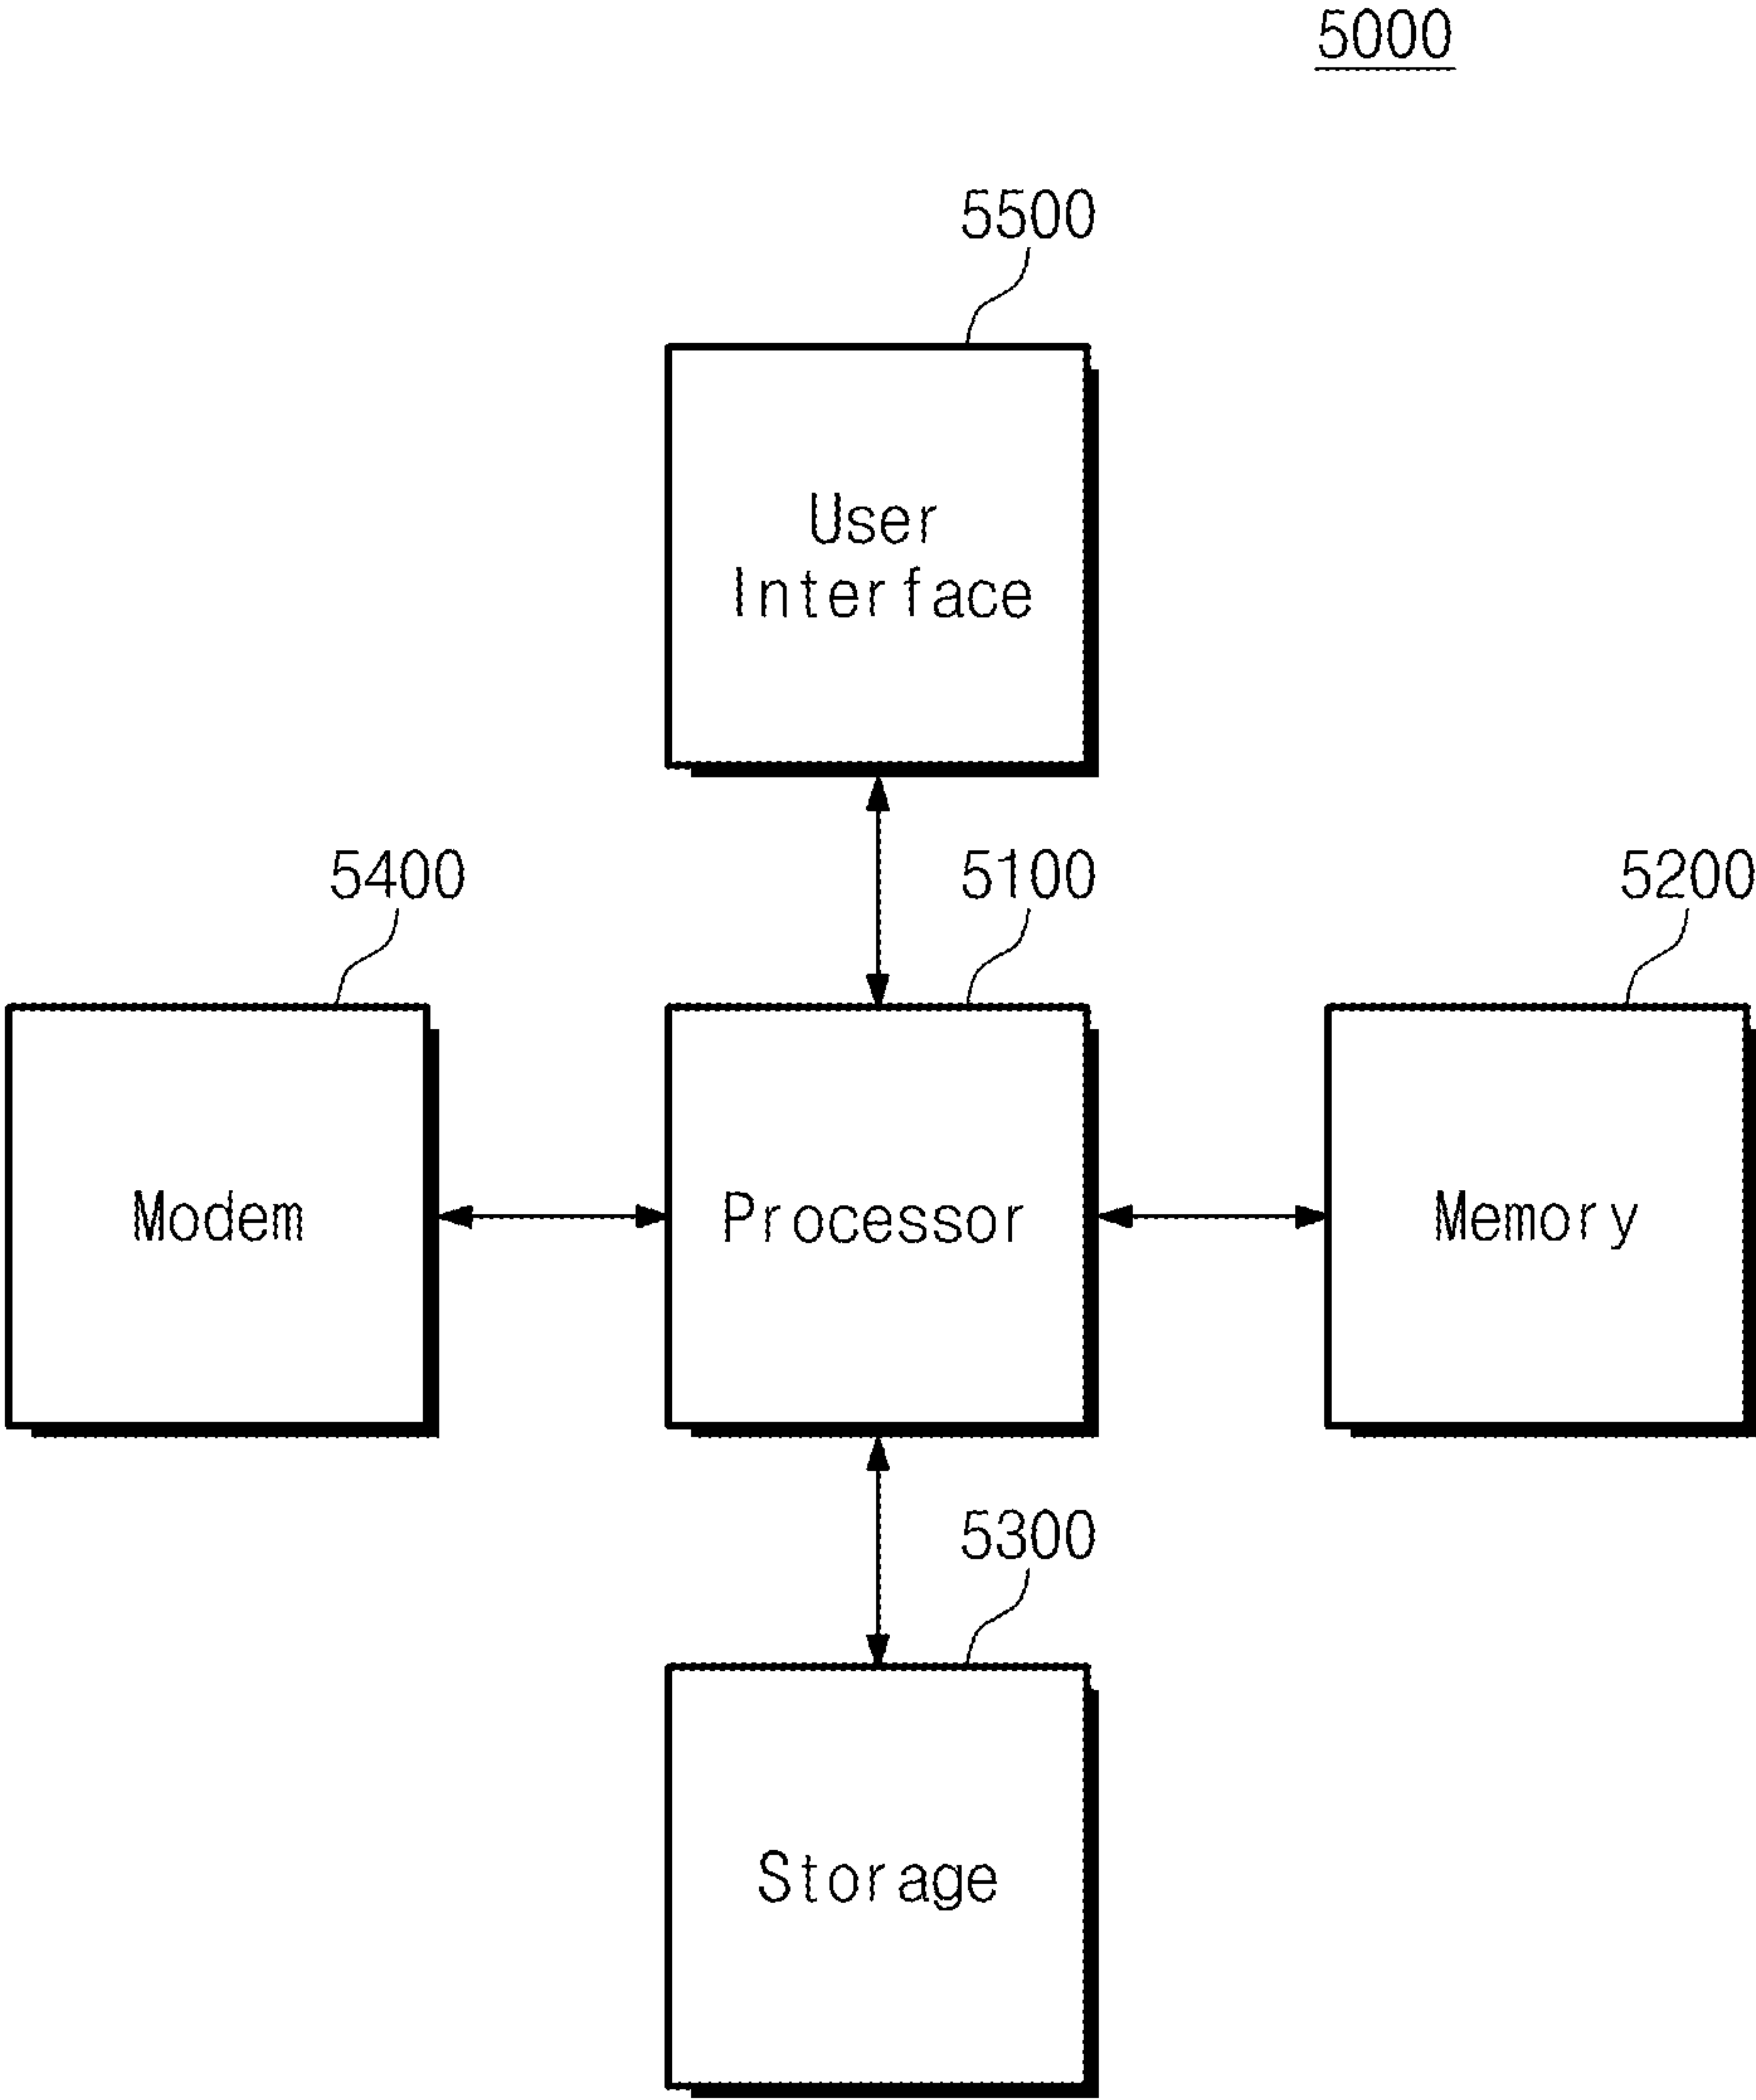 5000
5500
User
Interface
5400
5100
5200
Modem
Processor
Memory
5300
Storage